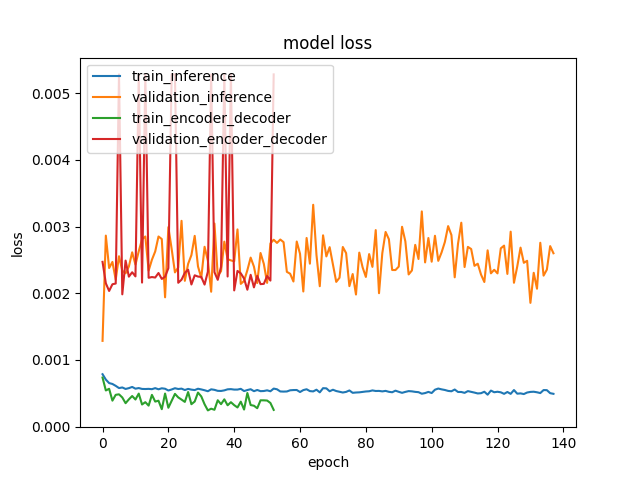 model loss
train_inference
validation_inference
train_encoder_decoder
validation_encoder_decoder
0.005
0.004
0.003
0.002
0.001
0.000
loss
0 20 40 60 80 100 120 140
epoch